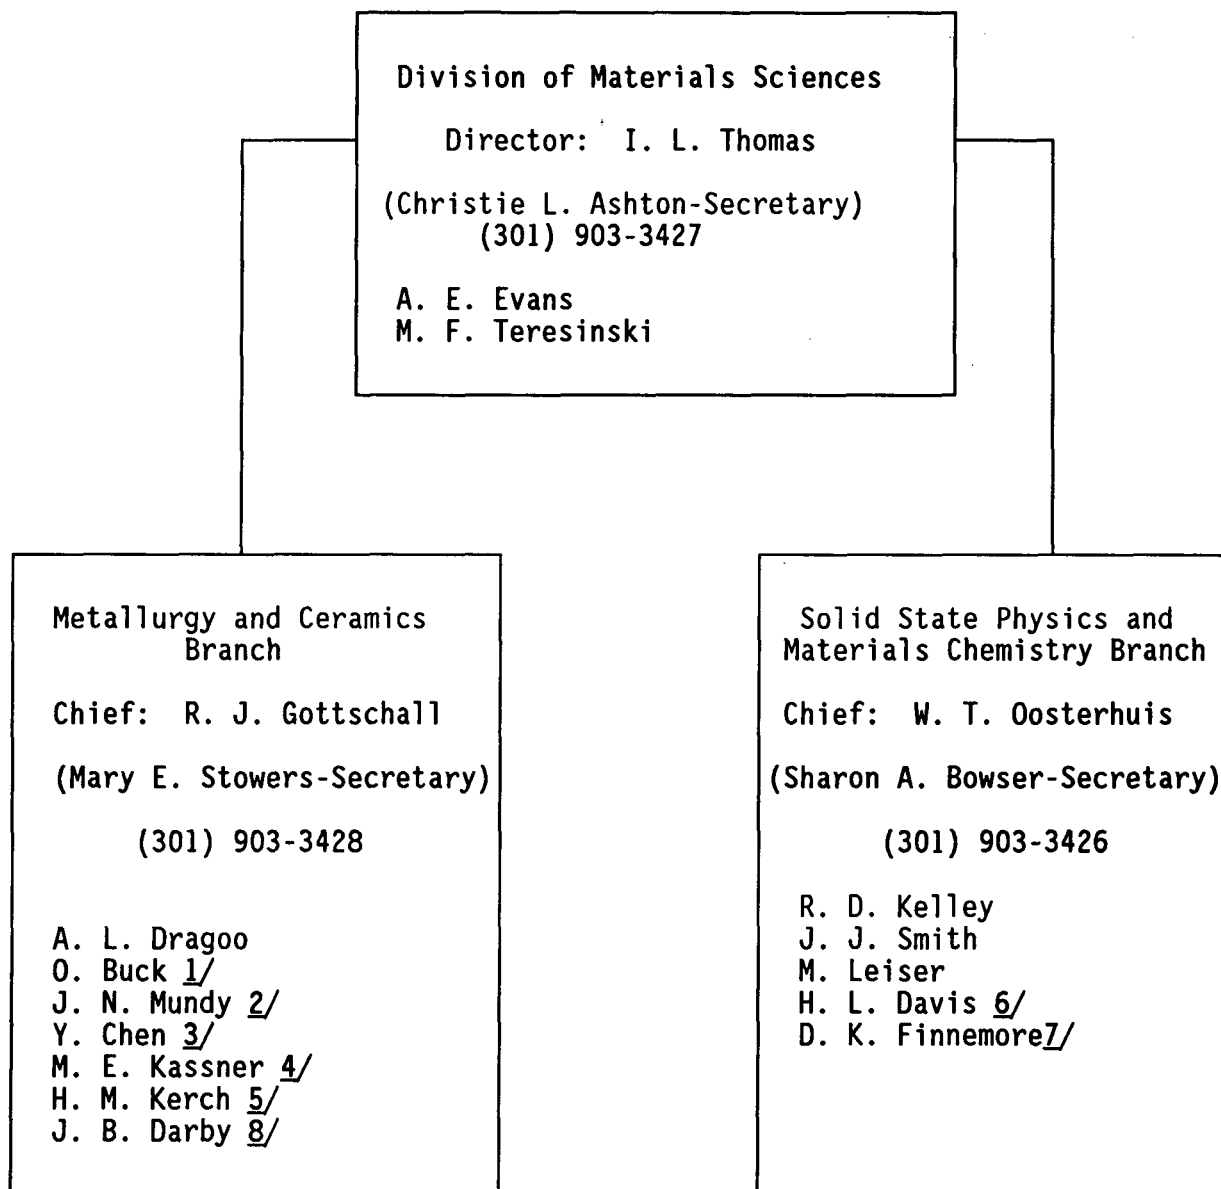 Division of Materials Sciences
Director: I. L. Thomas
(Christie L. Ashton-Secretary)
(301) 903-3427
A. E. Evans
M. F. Teresinski
Metallurgy and Ceramics
Branch
Chief: R. J. Gottschall
(Mary E. Stowers-Secretary)
(301) 903-3428
A. L. Dragoo
O. Buck 1/
J. N. Mundy 2/
Y. Chen 3/
M. E. Kassner 4/
H. M. Kerch 5/
J. B. Darby 8/
Solid State Physics and
Materials Chemistry Branch
Chief: W. T. Oosterhuis
(Sharon A. Bowser-Secretary)
(301) 903-3426
R. D. Kelley
J. J. Smith
M. Leiser
H. L. Davis 6/
D. K. Finnemore7/